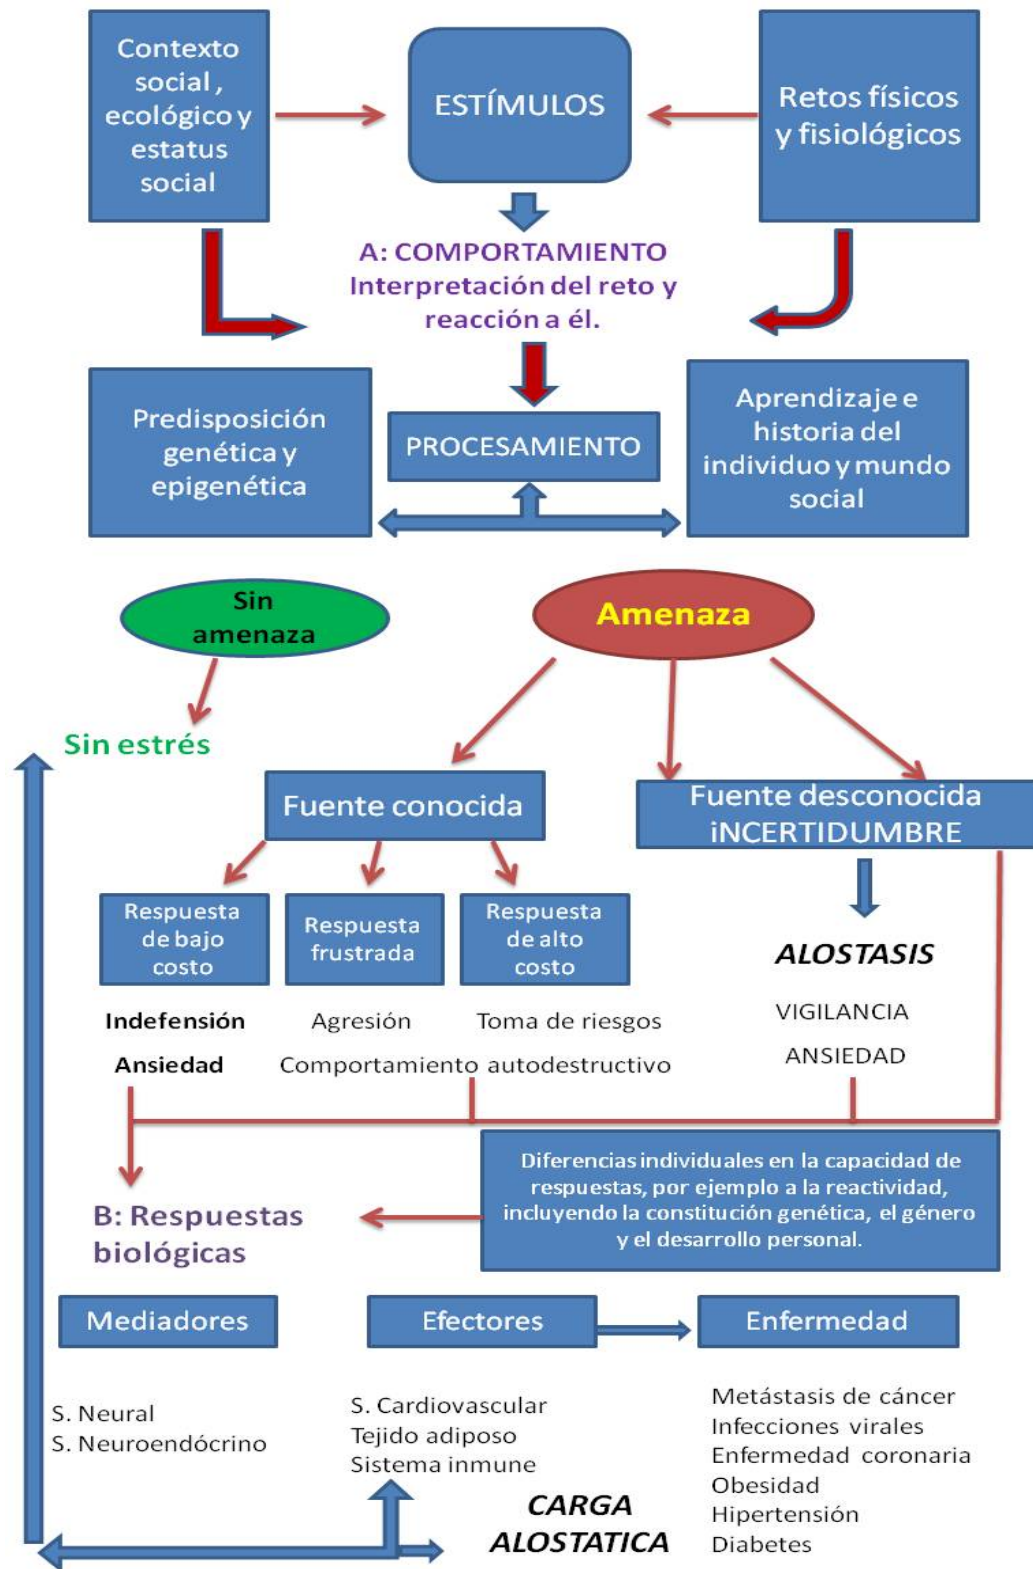 Contexto
social ,
ecológico y
estatus
social
ESTÍMULOS
Retos físicos
y fisiológicos
A: COMPORTAMIENTO
Interpretación del reto y
reacción a él.
Predisposición
genética y
epigenética
PROCESAMIENTO
Aprendizaje e
historia del
individuo y mundo
social
Sin
amenaza
Amenaza
Sin estrés
Fuente conocida
Fuente desconocida
iNCERTIDUMBRE
Respuesta
de bajo
costo
Respuesta
frustrada
Respuesta
de alto
costo
ALOSTASIS
Indefensión
Agresión
Toma de riesgos
VIGILANCIA
Ansiedad
Comportamiento autodestructivo
ANSIEDAD
Diferencias individuales en la capacidad de
respuestas, por ejemplo a la reactividad,
incluyendo la constitución genética, el género
y el desarrollo personal.
B: Respuestas
biológicas
Mediadores
Efectores
Enfermedad
S. Neural
S. Neuroendócrino
S. Cardiovascular
Tejido adiposo
Sistema inmune
Metástasis de cáncer
Infecciones virales
Enfermedad coronaria
Obesidad
Hipertensión
Diabetes
CARGA
ALOSTATICA